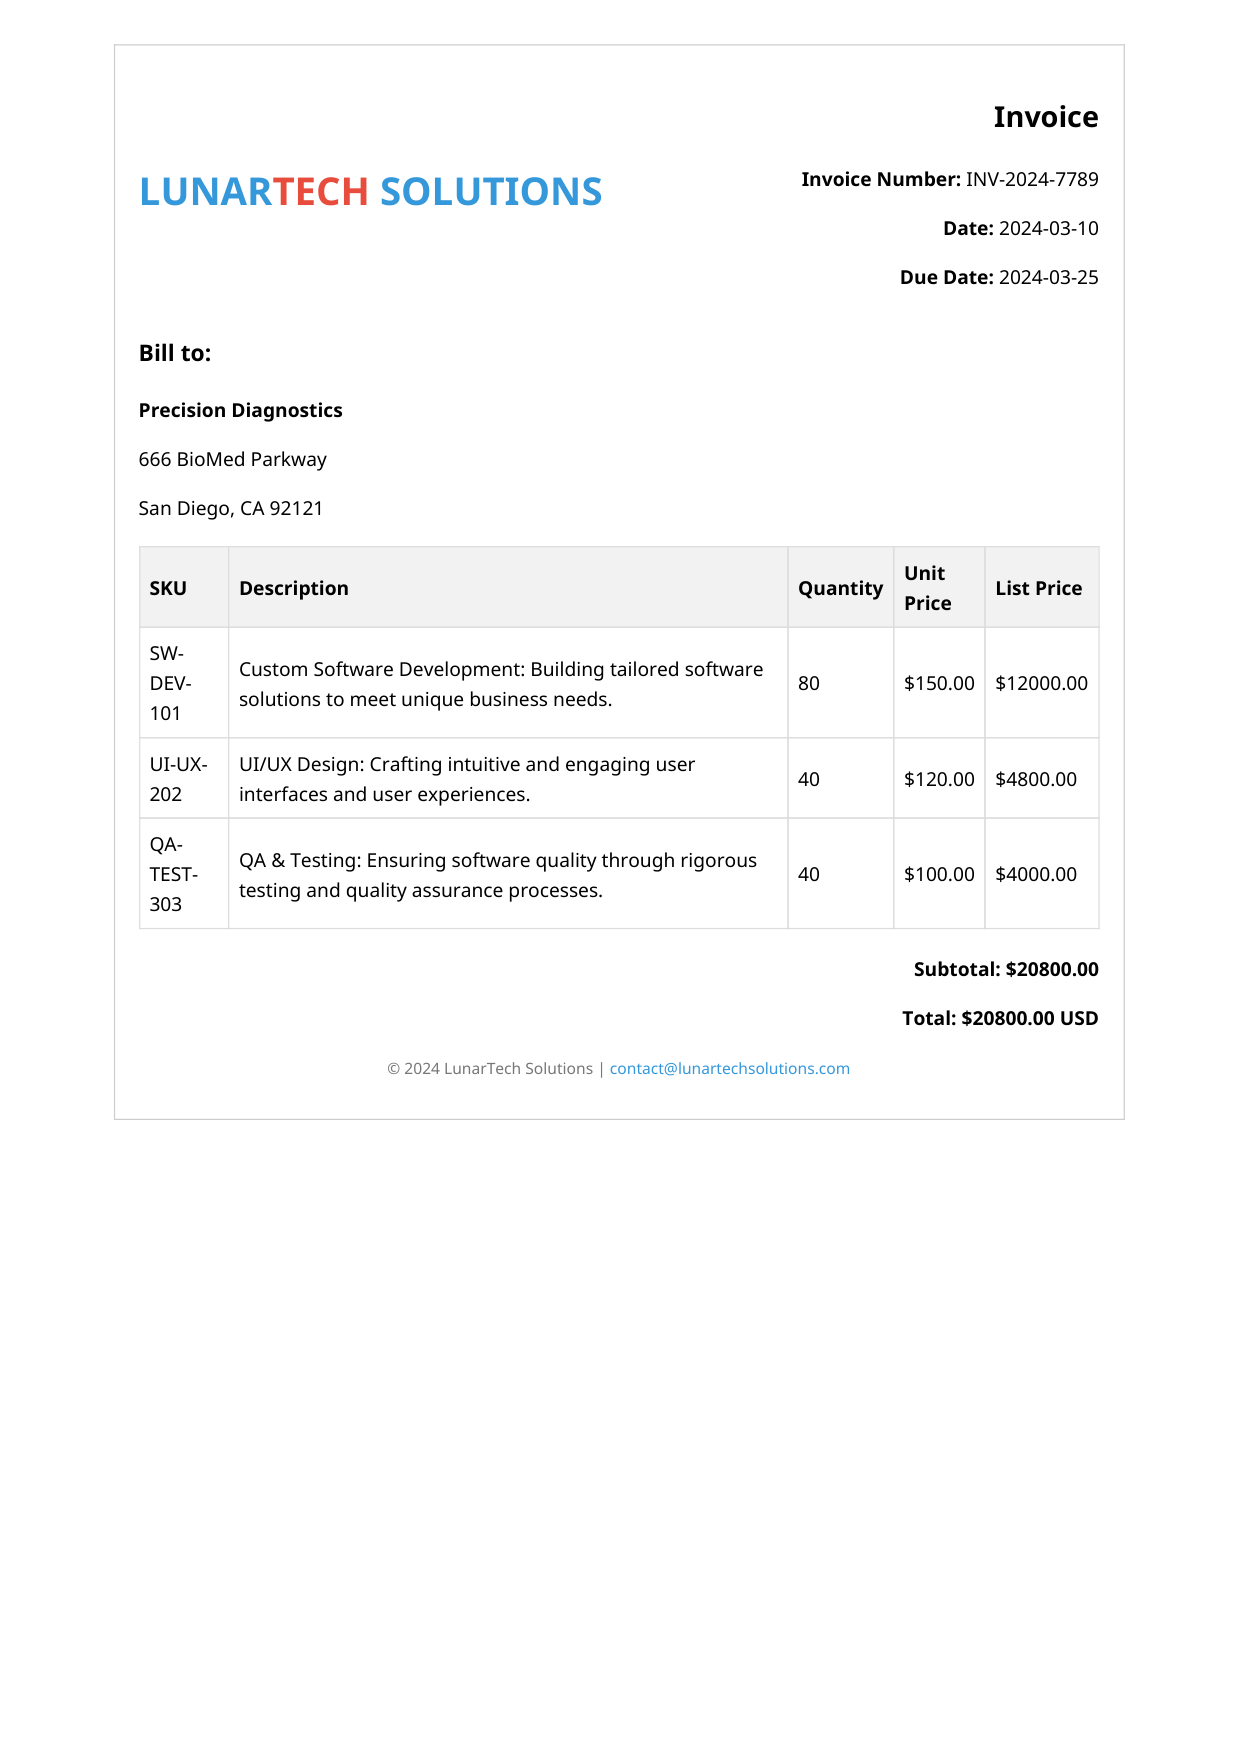 Invoice
LUNARTECH SOLUTIONS
Invoice Number: INV-2024-7789
Date: 2024-03-10
Due Date: 2024-03-25
Bill to:
Precision Diagnostics
666 BioMed Parkway
San Diego, CA 92121
SKU Description Quantity Unit Price List Price
SW-DEV-101 Custom Software Development: Building tailored software solutions to meet unique business needs. 80 $150.00 $12000.00
UI-UX-202 UI/UX Design: Crafting intuitive and engaging user interfaces and user experiences. 40 $120.00 $4800.00
QA-TEST-303 QA & Testing: Ensuring software quality through rigorous testing and quality assurance processes. 40 $100.00 $4000.00
Subtotal: $20800.00
Total: $20800.00 USD
© 2024 LunarTech Solutions | contact@lunartechsolutions.com